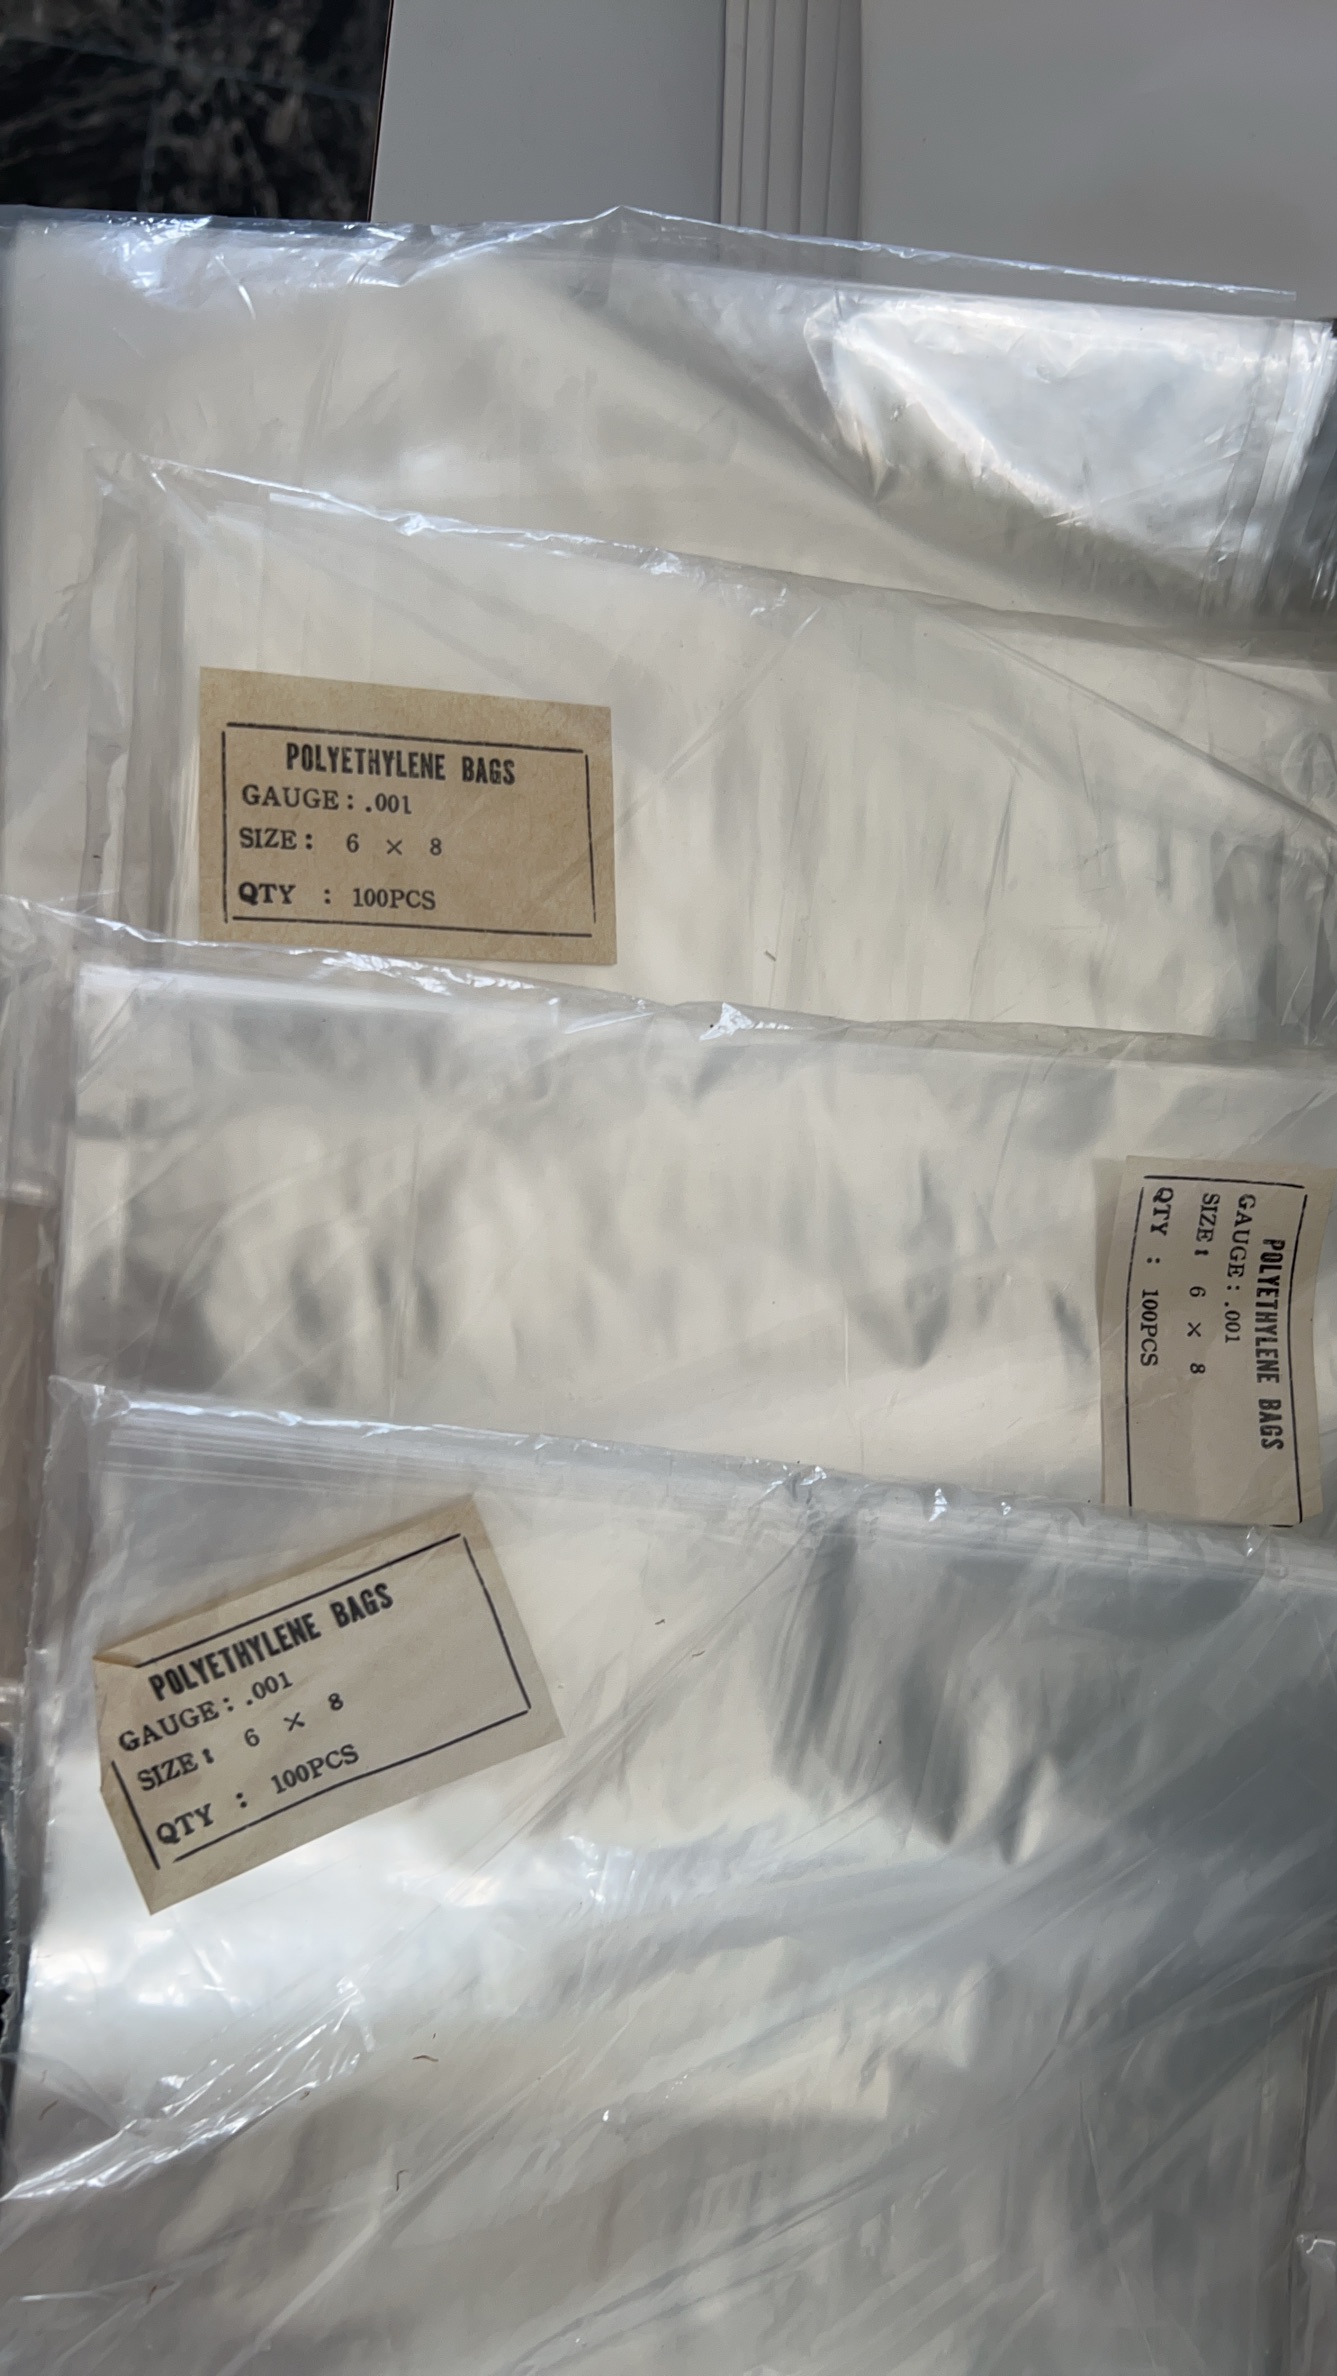 POLYETHYLENE BAGS
GAUGE: .001
SIZE: 6 × 8
QTY : 100PCS
POLYETHYLENE BAGS
GAUGE: .001
SIZE: 6 × 8
QTY : 100PCS
POLYETHYLENE BAGS
GAUGE: .001
SIZE: 6 × 8
QTY : 100PCS